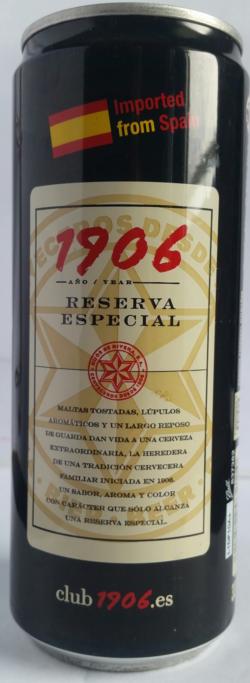 Imported
from Spain
1906
AÑO / YEAR
RESERVA
ESPECIAL
MALTAS TOSTADAS, LÚPULOS
AROMÁTICOS Y UN LARGO REPOSO
DE GUARDA DAN VIDA A UNA CERVEZA
EXTRAORDINARIA, LA HEREDERA
DE UNA TRADICIÓN CERVECERA
FAMILIAR INICIADA EN 1906.
UN SABOR, AROMA Y COLOR
CON CARÁCTER QUE SÓLO ALCANZA
UNA RESERVA ESPECIAL.
club 1906.es